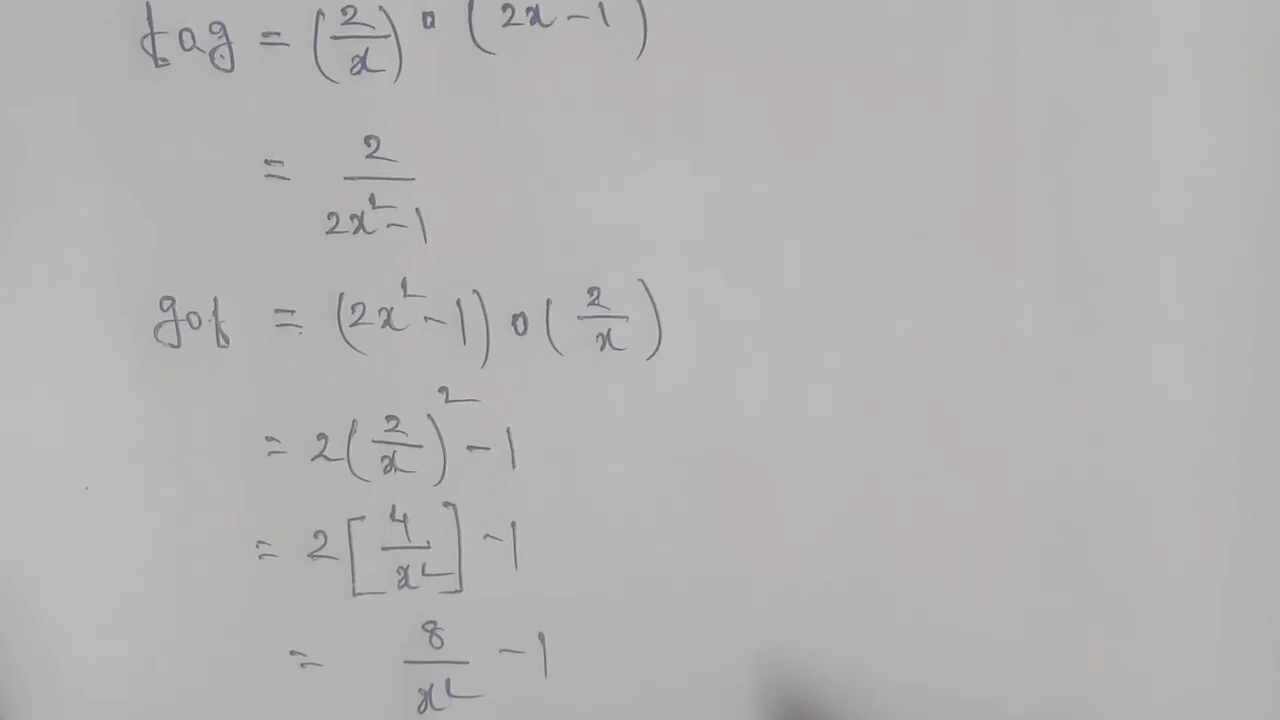 fog = (2/x) ∘ (2x - 1)
= 2/(2x² - 1)
gof = (2x² - 1) ∘ (2/x)
= 2(2/x)² - 1
= 2[4/x²] - 1
= 8/x² - 1